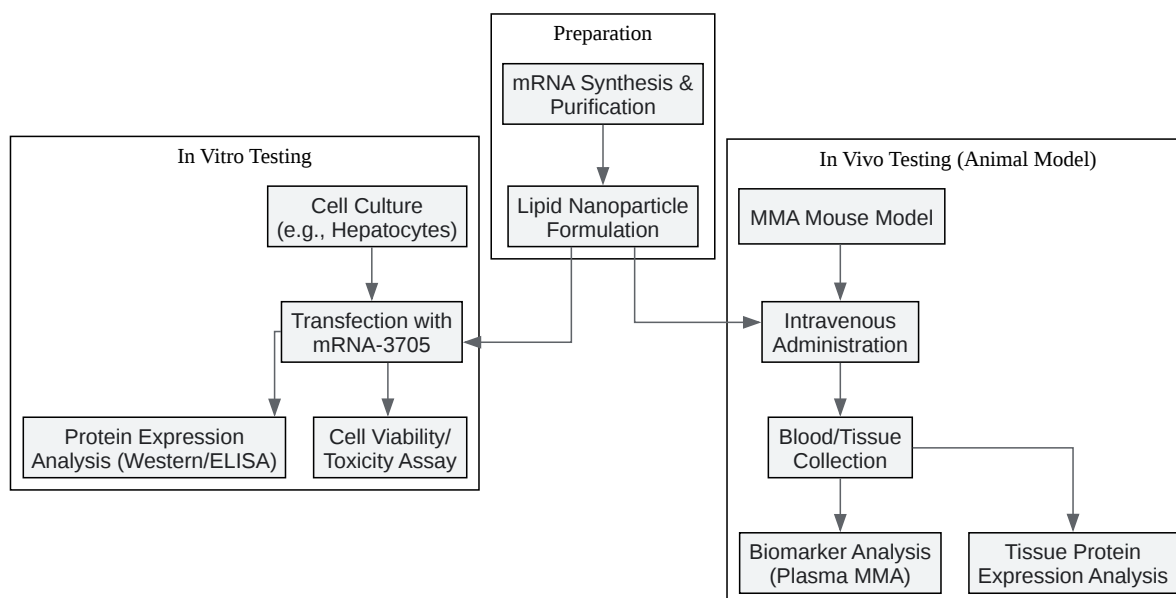 Preparation
mRNA Synthesis &
Purification
Lipid Nanoparticle
Formulation
In Vitro Testing
Cell Culture
(e.g., Hepatocytes)
Transfection with
mRNA-3705
Protein Expression
Analysis (Western/ELISA)
Cell Viability/
Toxicity Assay
In Vivo Testing (Animal Model)
MMA Mouse Model
Intravenous
Administration
Blood/Tissue
Collection
Biomarker Analysis
(Plasma MMA)
Tissue Protein
Expression Analysis